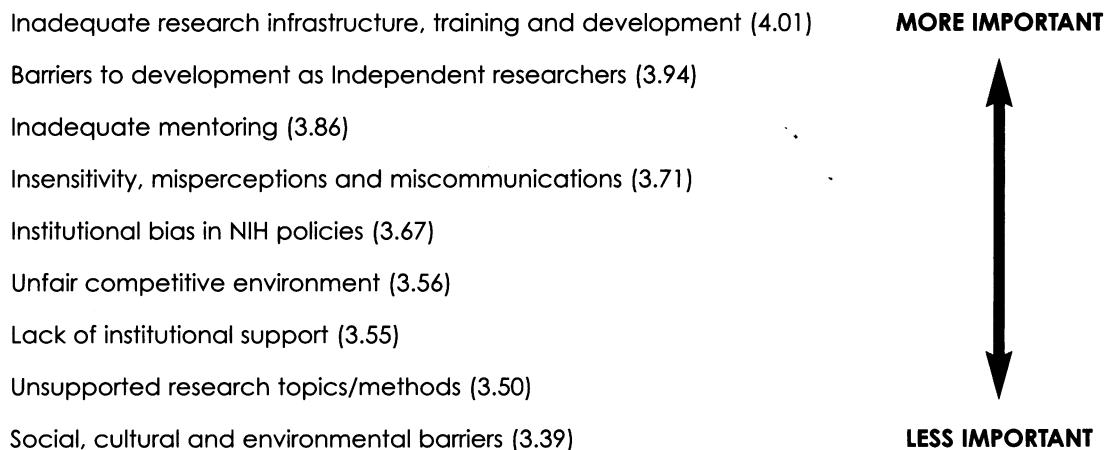 Inadequate research infrastructure, training and development (4.01) MORE IMPORTANT
Barriers to development as Independent researchers (3.94)
Inadequate mentoring (3.86)
Insensitivity, misperceptions and miscommunications (3.71)
Institutional bias in NIH policies (3.67)
Unfair competitive environment (3.56)
Lack of institutional support (3.55)
Unsupported research topics/methods (3.50)
Social, cultural and environmental barriers (3.39) LESS IMPORTANT